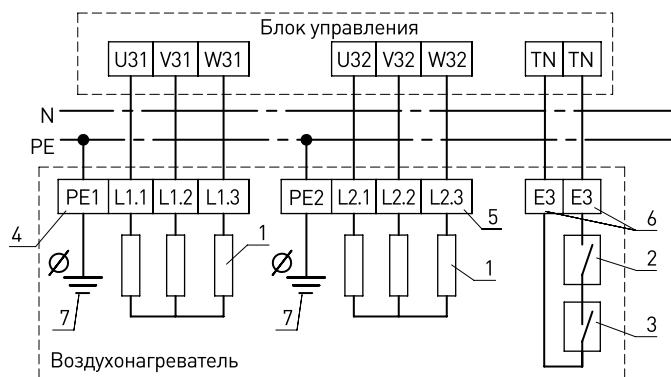 Блок управления
U31 V31 W31 U32 V32 W32 TN TN
N
PE
PE1 L1.1 L1.2 L1.3 PE2 L2.1 L2.2 L2.3 E3 E3
4 5 6
1 1 2
7 7 3
Воздухонагреватель